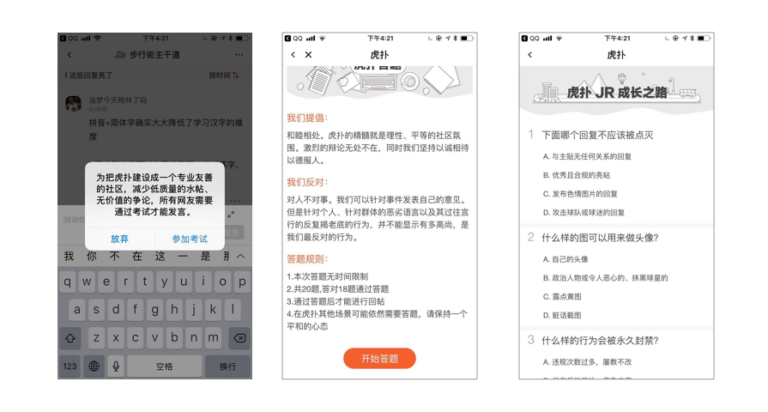 QQ
下午4:21
步行街主干道
这些回复亮了
按时间
追梦今天格林了吗
拼音+简体字确实大大降低了学习汉字的难
度
为把虎扑建设成一个专业友善
的社区，减少低质量的水帖、
无价值的争论，所有网友需要
通过考试才能发言。
放弃
参加考试
我 你 不 在 这 一 是
q w e r t y u i o p
a s d f g h j k l
z x c v b n m
123
空格
换行
QQ
下午4:21
虎扑
虎扑答题
我们提倡：
和睦相处。虎扑的精髓就是理性、平等的社区氛
围。激烈的辩论无处不在，同时我们坚持以诚相待
以德服人。
我们反对：
对人不对事。我们可以针对事件发表自己的意见。
但是针对个人、针对群体的恶劣语言以及其过往言
行的反复揭老底的行为，并不能显示有多高尚，是
我们最反对的行为。
答题规则：
1.本次答题无时间限制
2.共20题,答对18题通过答题
3.通过答题后才能进行回帖
4.在虎扑其他场景可能依然需要答题，请保持一个
平和的心态
开始答题
QQ
下午4:21
虎扑
虎扑 JR 成长之路
1 下面哪个回复不应该被点灭
A. 与主贴无任何关系的回复
B. 优秀且合规的亮帖
C. 发布色情图片的回复
D. 攻击球队或球迷的回复
2 什么样的图可以用来做头像?
A. 自己的头像
B. 政治人物或令人恶心的、抹黑球星的
C. 露点黄图
D. 脏话截图
3 什么样的行为会被永久封禁?
A. 违规次数过多，屡教不改